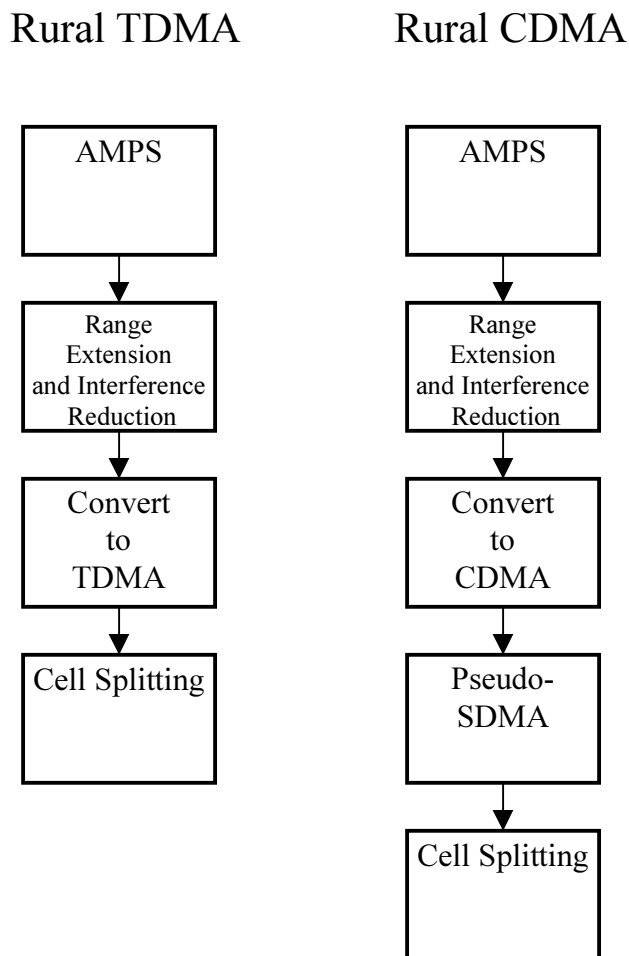 Rural TDMA
AMPS
Range
Extension
and Interference
Reduction
Convert
to
TDMA
Cell Splitting
Rural CDMA
AMPS
Range
Extension
and Interference
Reduction
Convert
to
CDMA
Pseudo-
SDMA
Cell Splitting